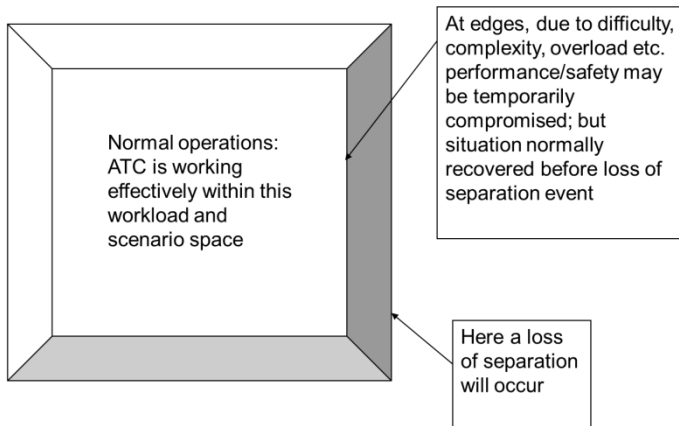 Normal operations:
ATC is working
effectively within this
workload and
scenario space
At edges, due to difficulty,
complexity, overload etc.
performance/safety may
be temporarily
compromised; but
situation normally
recovered before loss of
separation event
Here a loss
of separation
will occur